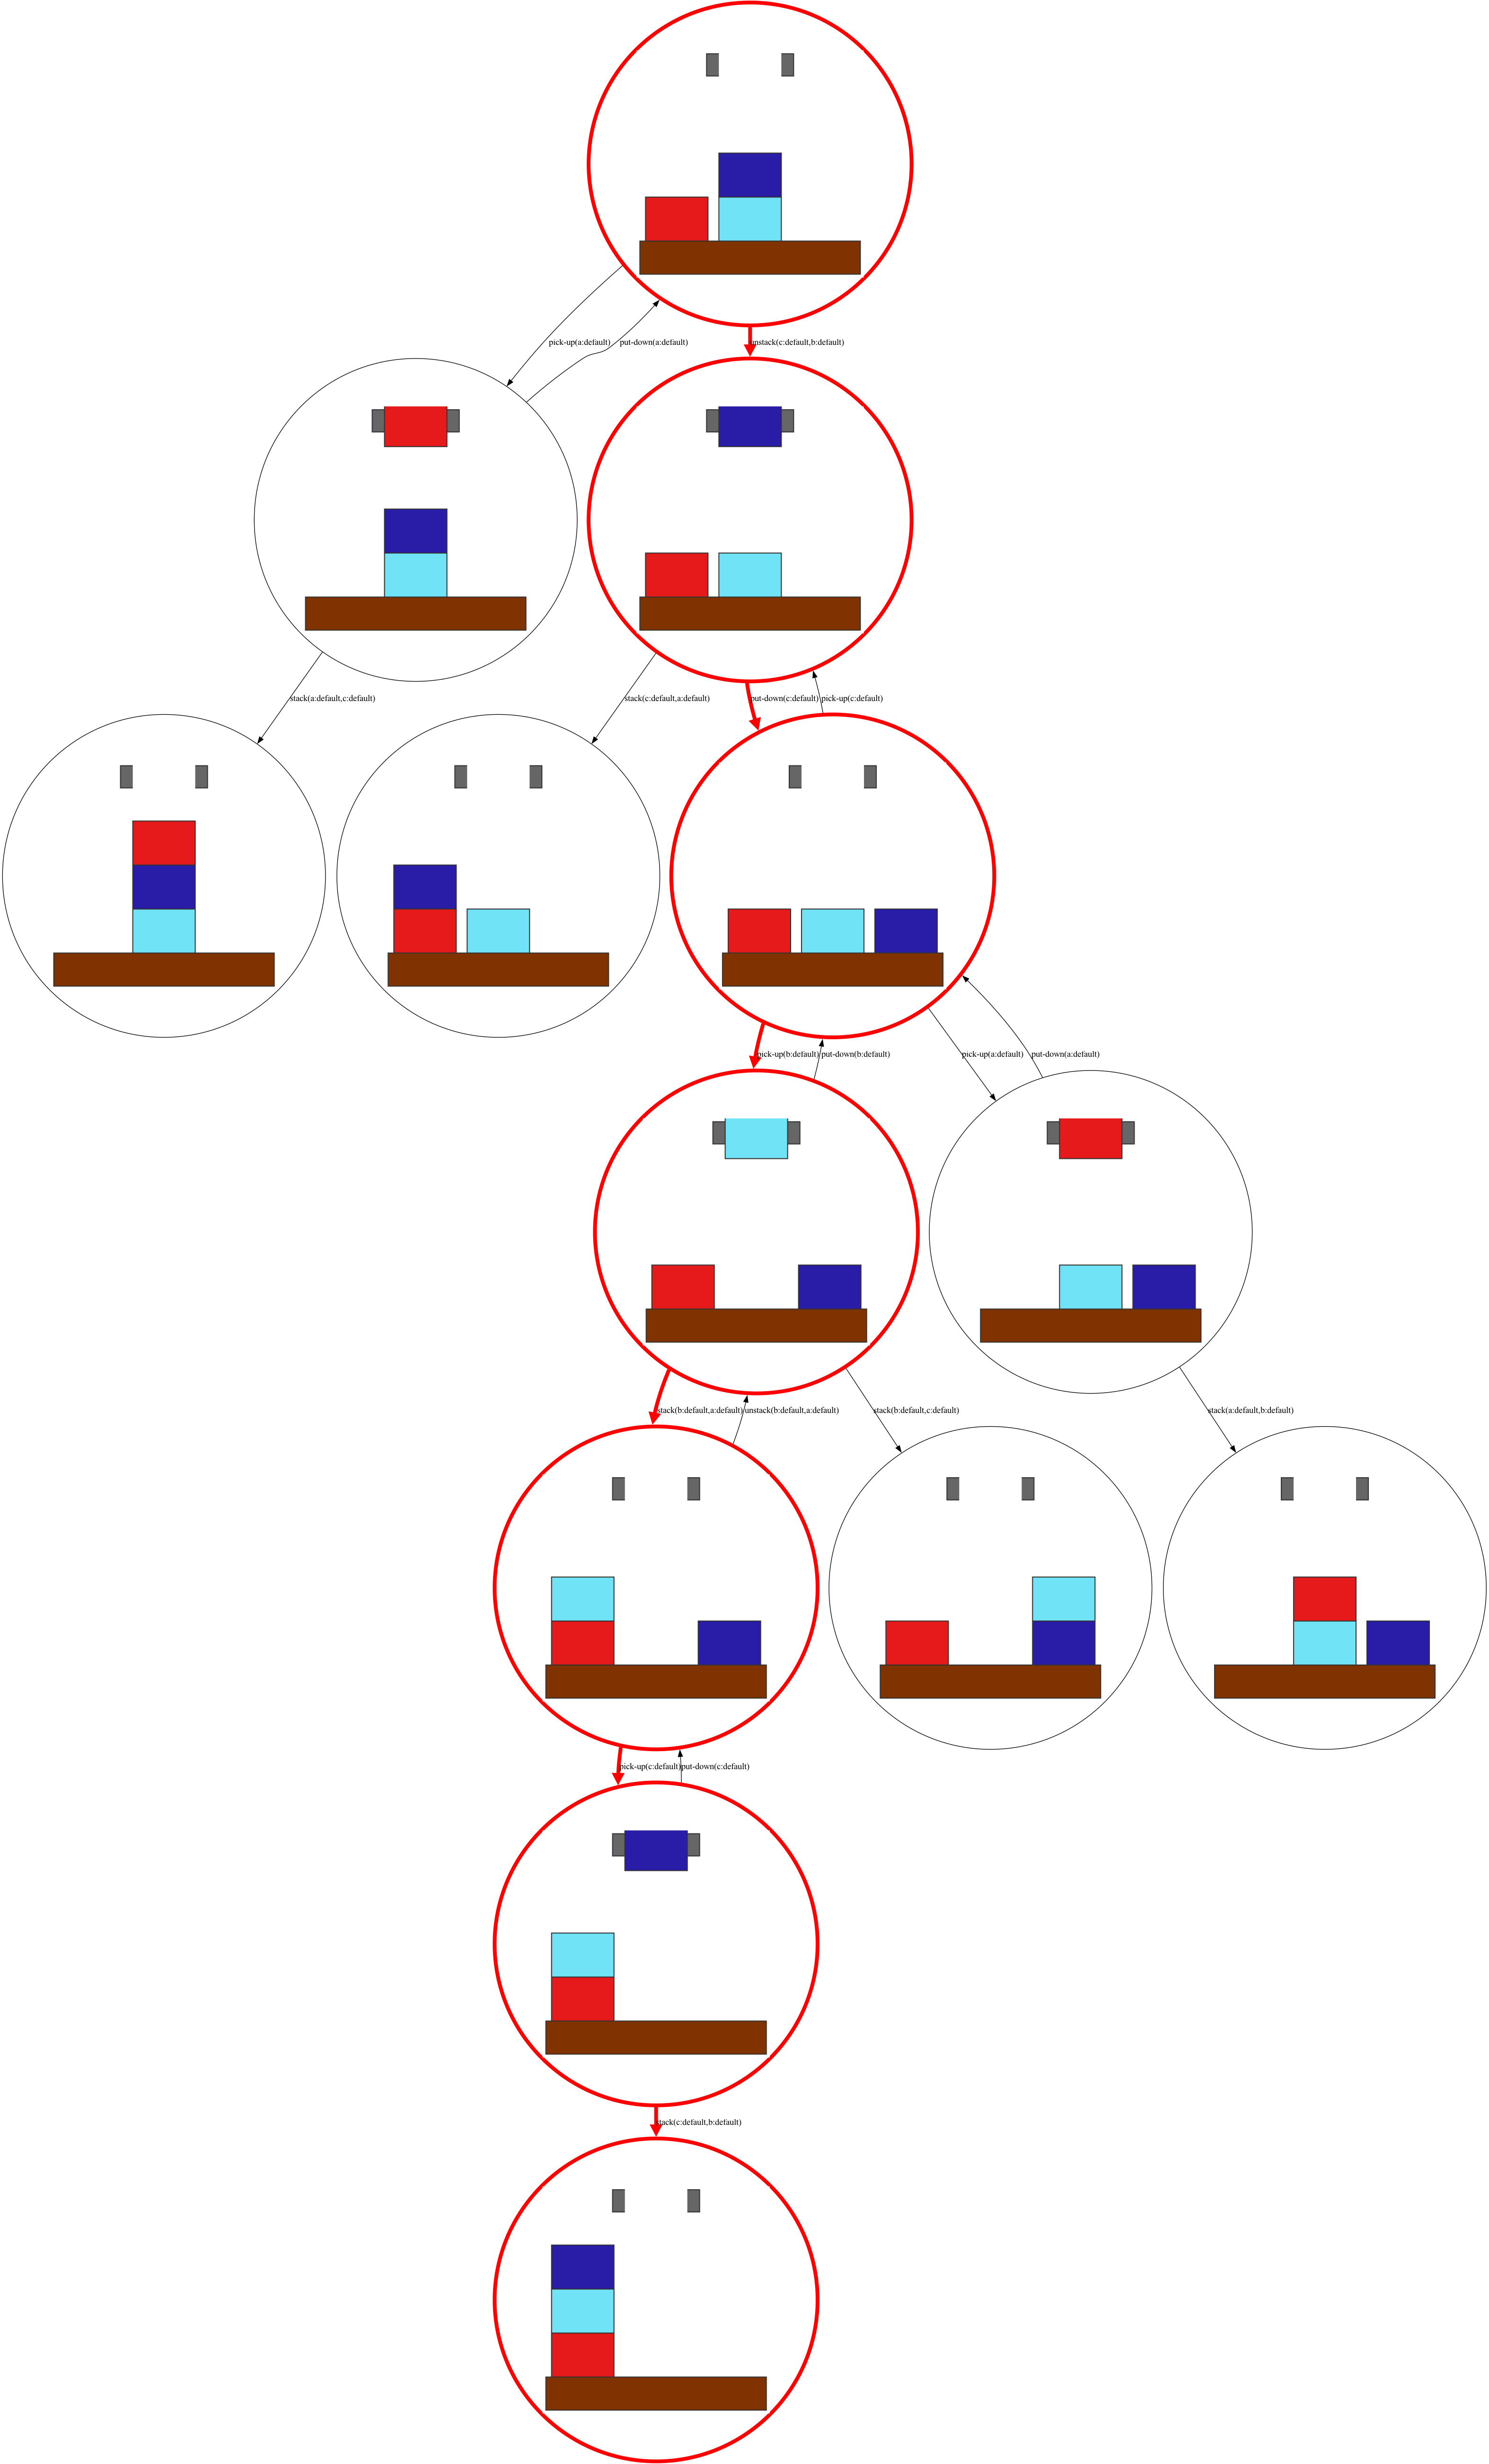 pick-up(a:default)
put-down(a:default)
unstack(c:default,b:default)
stack(a:default,c:default)
stack(c:default,a:default)
put-down(c:default)
pick-up(c:default)
pick-up(b:default)
put-down(b:default)
pick-up(a:default)
put-down(a:default)
stack(b:default,a:default)
unstack(b:default,a:default)
stack(b:default,c:default)
stack(a:default,b:default)
pick-up(c:default)
put-down(c:default)
stack(c:default,b:default)